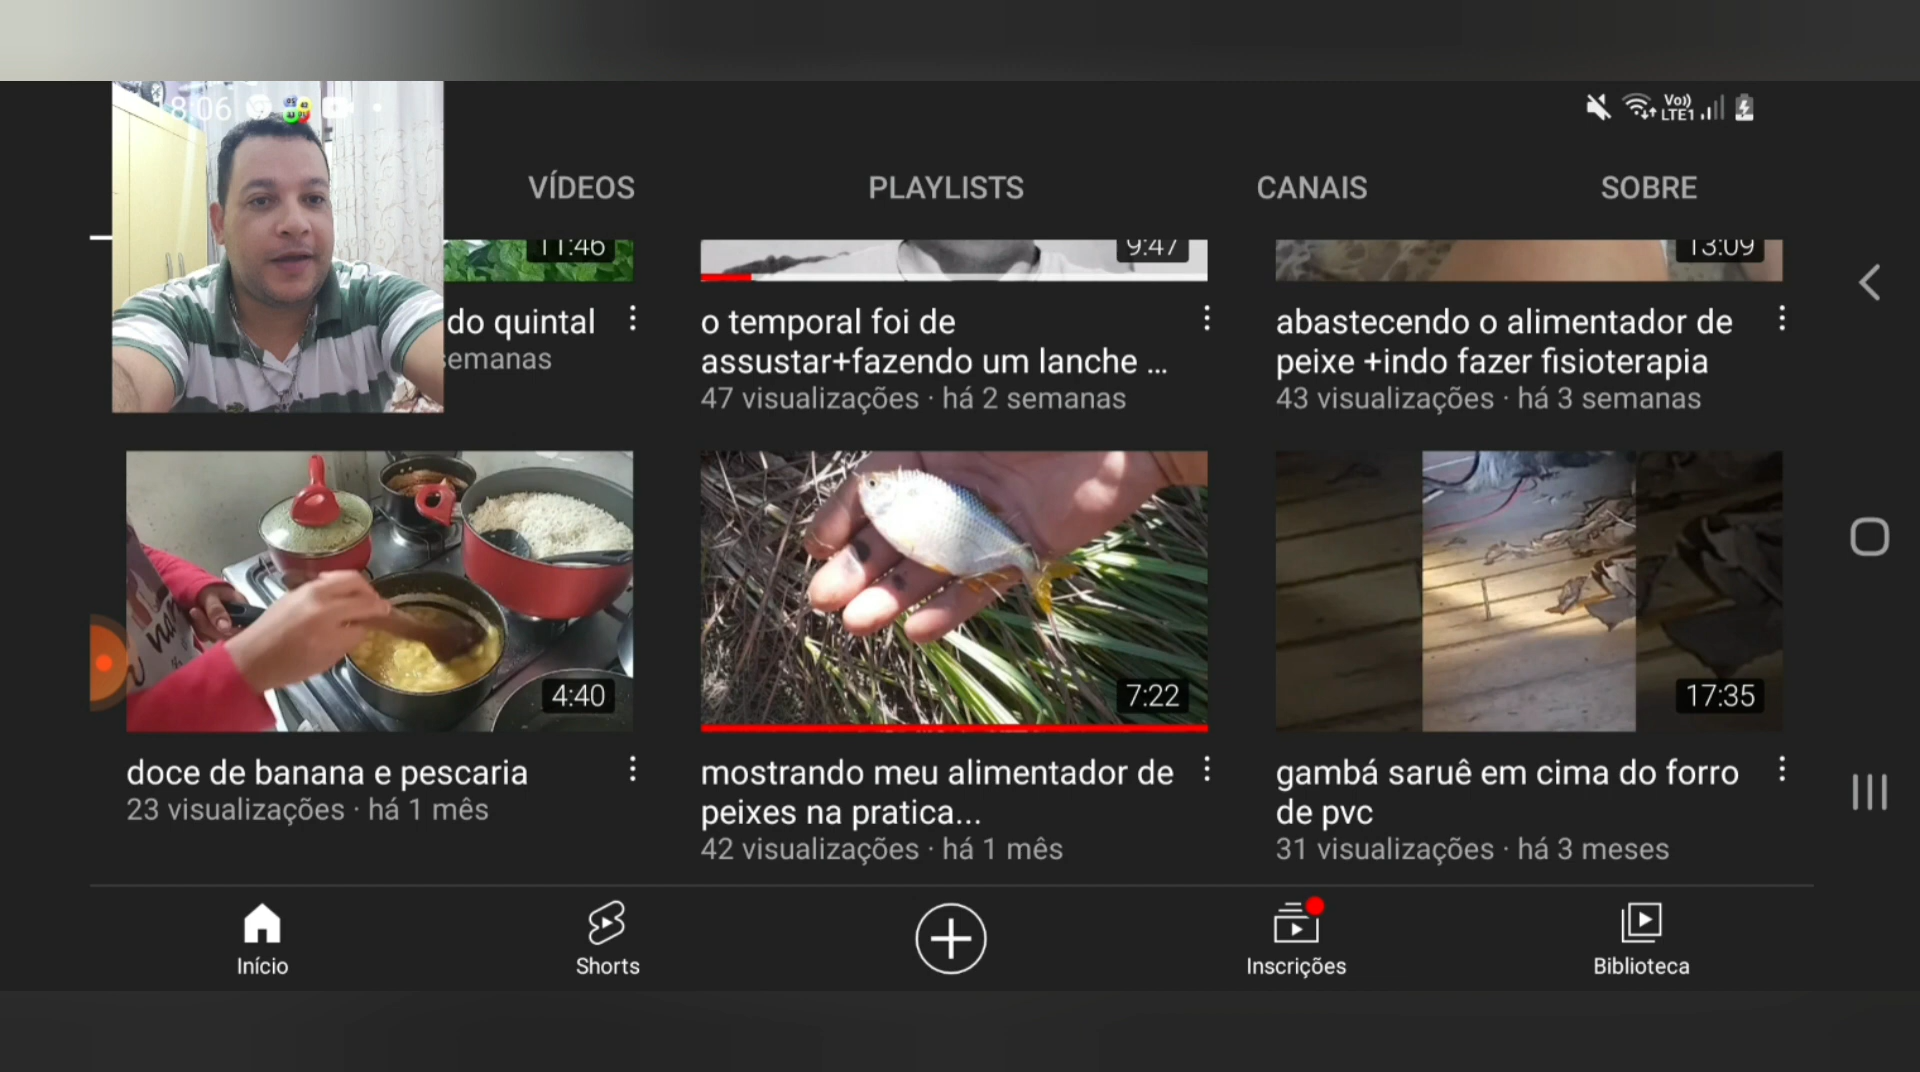 8:06
Vo))
LTE1
VÍDEOS
PLAYLISTS
CANAIS
SOBRE
11:46
9:47
13:09
do quintal
semanas
o temporal foi de
assustar+fazendo um lanche ...
47 visualizações · há 2 semanas
abastecendo o alimentador de
peixe +indo fazer fisioterapia
43 visualizações · há 3 semanas
4:40
7:22
17:35
doce de banana e pescaria
23 visualizações · há 1 mês
mostrando meu alimentador de
peixes na pratica...
42 visualizações · há 1 mês
gambá saruê em cima do forro
de pvc
31 visualizações · há 3 meses
Início
Shorts
Inscrições
Biblioteca